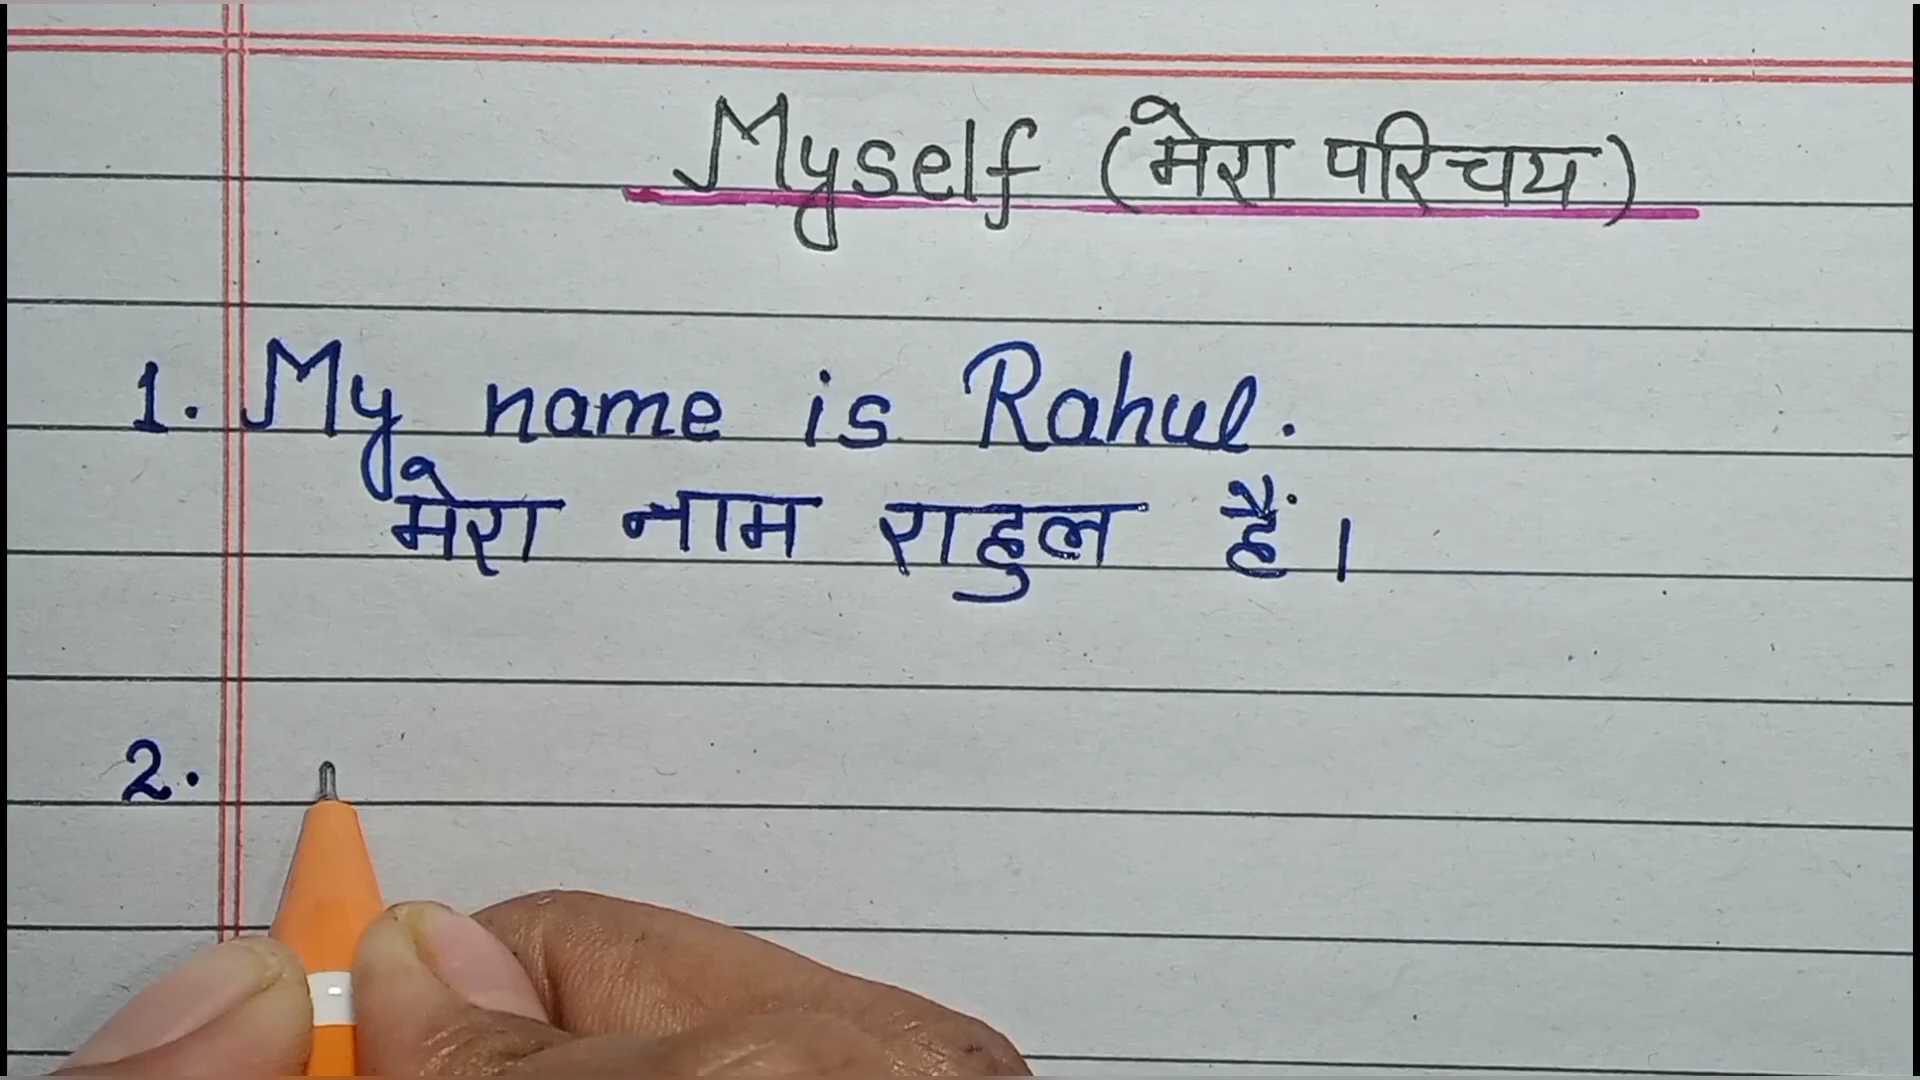 Myself (मेरा परिचय)
1. My name is Rahul.
मेरा नाम राहुल हैं।
2.